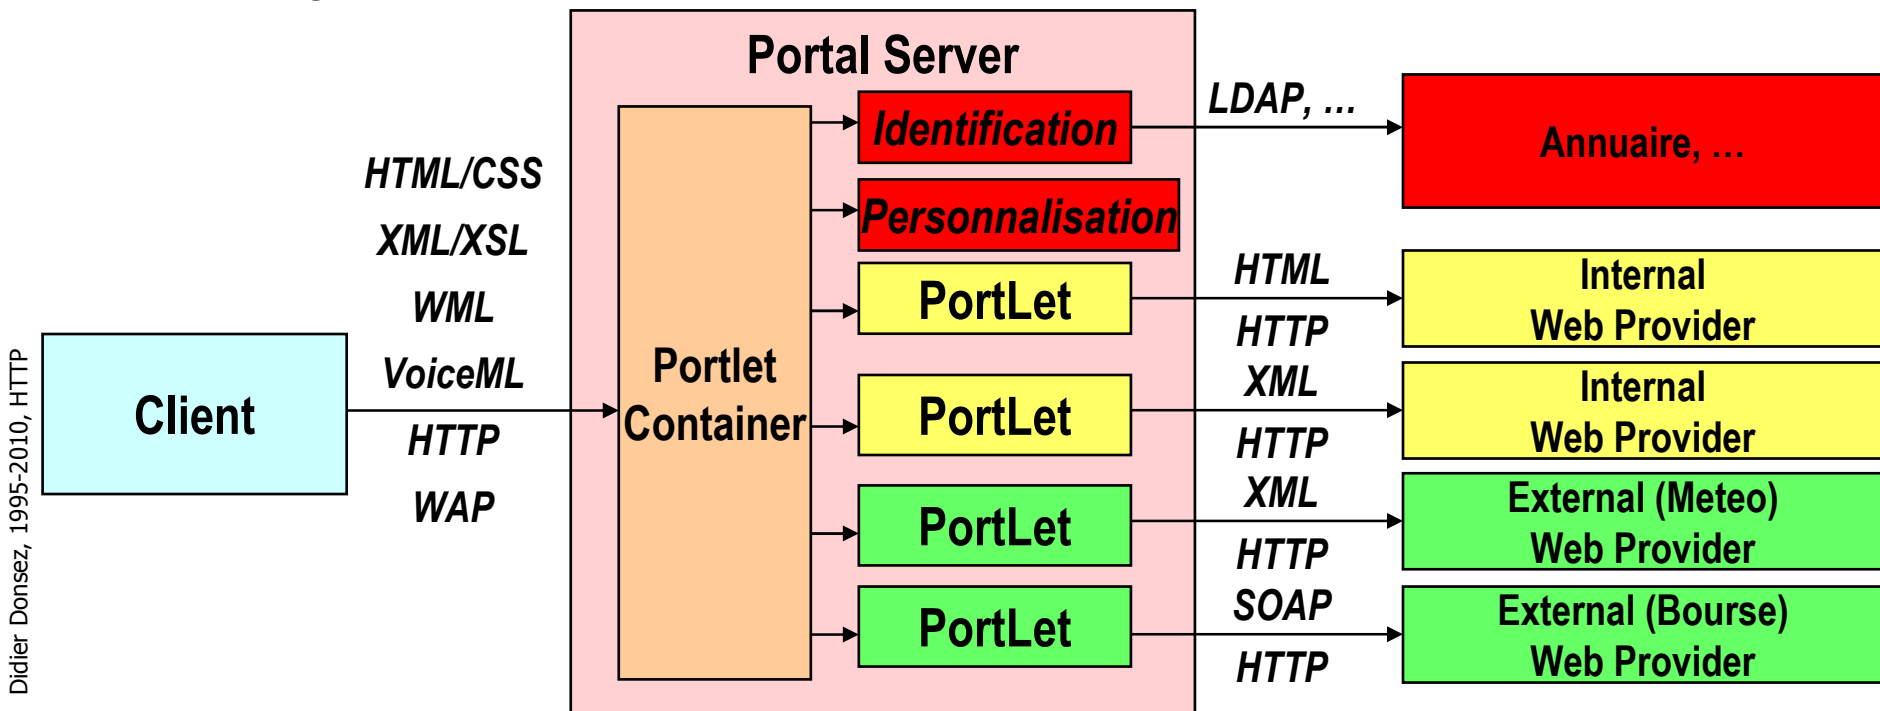 Portal Server
Identification
LDAP, …
Annuaire, …
HTML/CSS
XML/XSL
WML
VoiceML
HTTP
WAP
Personnalisation
Client
Portlet
Container
PortLet
HTML
HTTP
Internal
Web Provider
PortLet
XML
HTTP
Internal
Web Provider
PortLet
XML
HTTP
External (Meteo)
Web Provider
PortLet
SOAP
HTTP
External (Bourse)
Web Provider
Didier Donsez, 1995-2010, HTTP